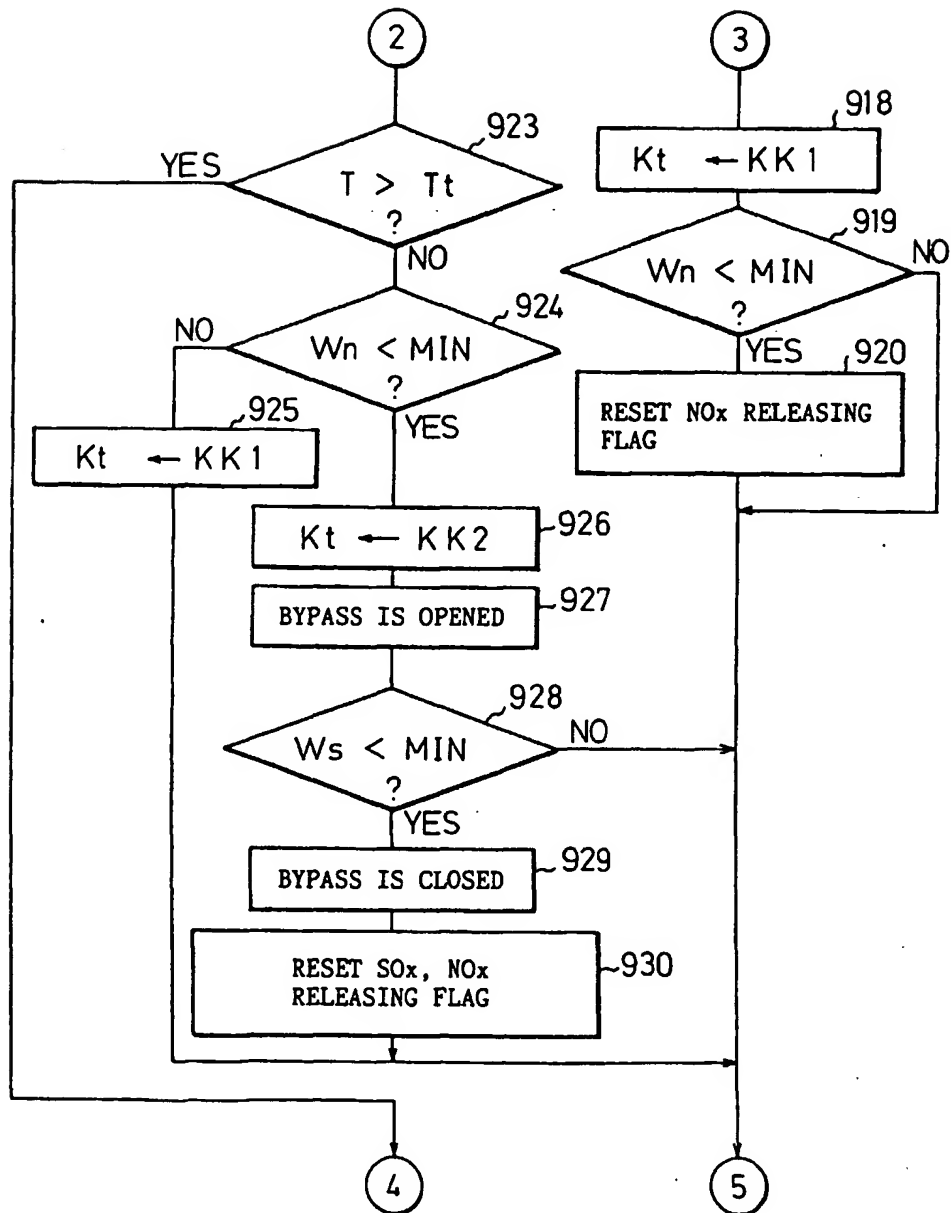 2
3
918
Kt ← KK1
923
YES
T > Tt
?
NO
919
Wn < MIN
?
NO
YES
924
NO
Wn < MIN
?
YES
920
RESET NOx RELEASING
FLAG
925
Kt ← KK1
926
Kt ← KK2
927
BYPASS IS OPENED
928
Ws < MIN
?
NO
YES
929
BYPASS IS CLOSED
930
RESET SOx, NOx
RELEASING FLAG
4
5